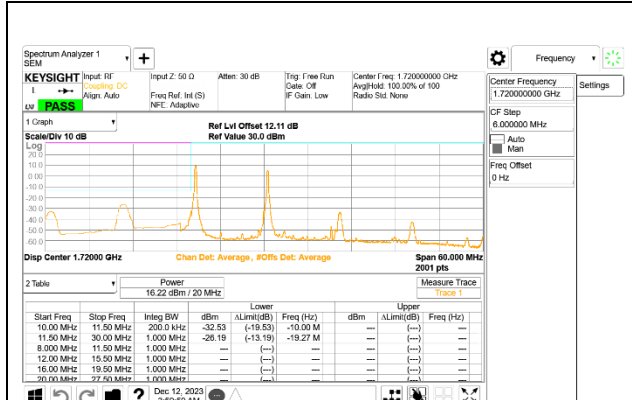 Spectrum Analyzer 1
SEM
Frequency
KEYSIGHT
Input: RF
Coupling: DC
Align: Auto
Input Z: 50 Ω
Freq Ref: Int (S)
NFE: Adaptive
Atten: 30 dB
Trig: Free Run
Gate: Off
IF Gain: Low
Center Freq: 1.720000000 GHz
Avg|Hold: 100.00% of 100
Radio Std: None
PASS
Center Frequency
1.720000000 GHz
Settings
CF Step
6.000000 MHz
Auto
Man
Freq Offset
0 Hz
1 Graph
Scale/Div 10 dB
Ref Lvl Offset 12.11 dB
Ref Value 30.0 dBm
Log
20.0
10.0
0.00
-10.0
-20.0
-30.0
-40.0
-50.0
-60.0
Disp Center 1.72000 GHz
Chan Det: Average, #Offs Det: Average
Span 60.000 MHz
2001 pts
2 Table
Power
16.22 dBm / 20 MHz
Measure Trace
Trace 1
Lower Upper
Start Freq Stop Freq Integ BW dBm ΔLimit(dB) Freq (Hz) dBm ΔLimit(dB) Freq (Hz)
10.00 MHz 11.50 MHz 200.0 kHz -32.53 (-19.53) -10.00 M --- (---) ---
11.50 MHz 30.00 MHz 1.000 MHz -26.19 (-13.19) -19.27 M --- (---) ---
8.000 MHz 11.50 MHz 1.000 MHz --- (---) --- --- (---) ---
12.00 MHz 15.50 MHz 1.000 MHz --- (---) --- --- (---) ---
16.00 MHz 19.50 MHz 1.000 MHz --- (---) --- --- (---) ---
20.00 MHz 27.50 MHz 1.000 MHz --- (---) --- --- (---) ---
?
Dec 12, 2023